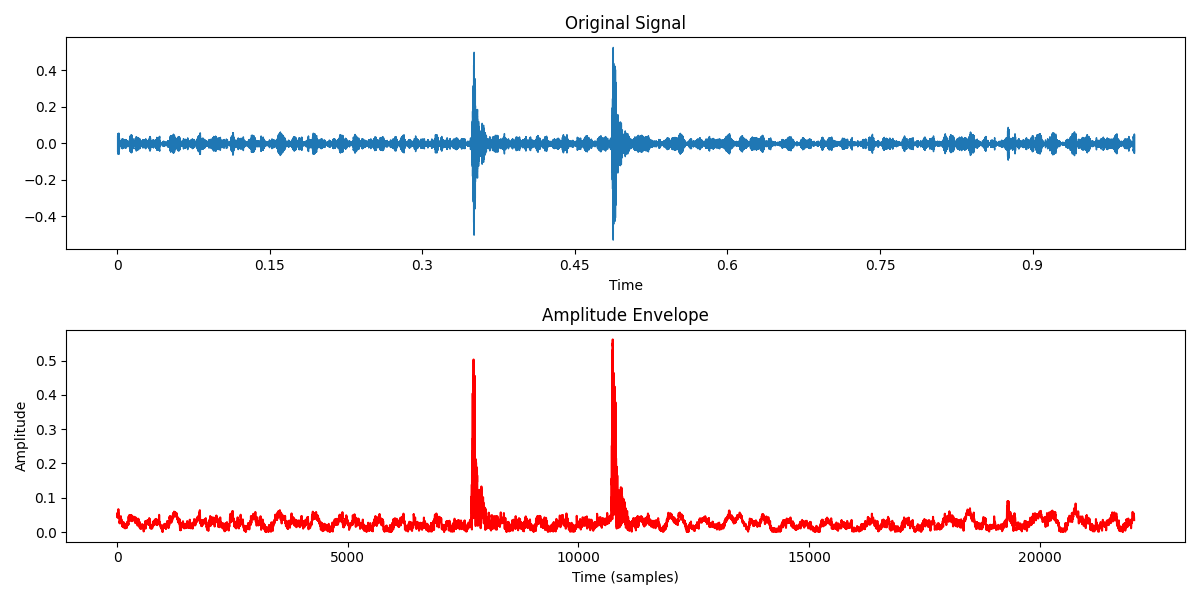 Original Signal
0.4
0.2
0.0
−0.2
−0.4
0 0.15 0.3 0.45 0.6 0.75 0.9
Time
Amplitude Envelope
Amplitude
0.5
0.4
0.3
0.2
0.1
0.0
0 5000 10000 15000 20000
Time (samples)